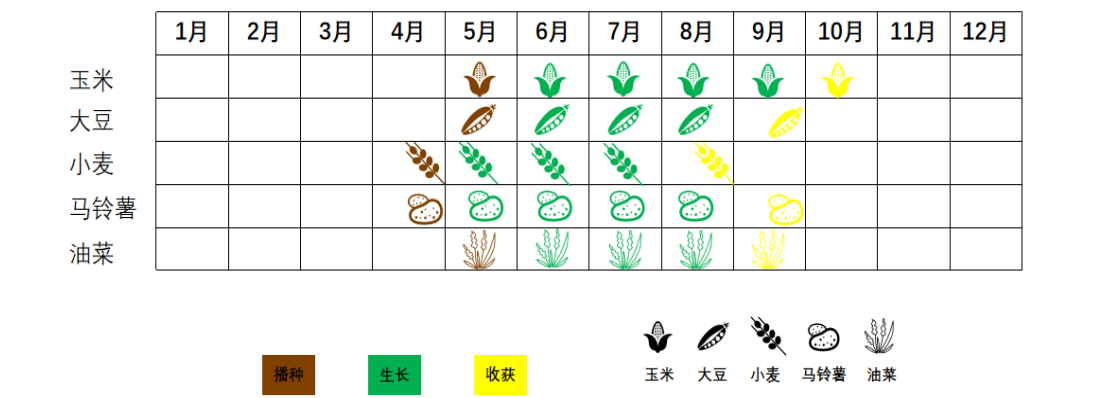 1月 2月 3月 4月 5月 6月 7月 8月 9月 10月 11月 12月
玉米
大豆
小麦
马铃薯
油菜
播种 生长 收获
玉米 大豆 小麦 马铃薯 油菜